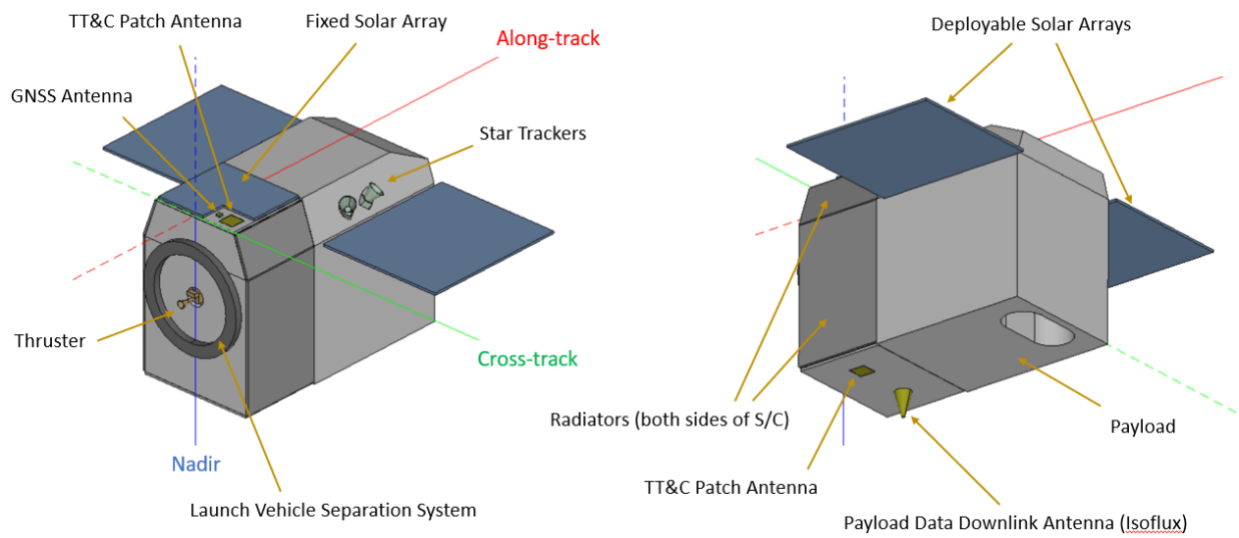 TT&C Patch Antenna
Fixed Solar Array
Along-track
GNSS Antenna
Star Trackers
Thruster
Cross-track
Nadir
Launch Vehicle Separation System
Deployable Solar Arrays
Radiators (both sides of S/C)
Payload
TT&C Patch Antenna
Payload Data Downlink Antenna (Isoflux)